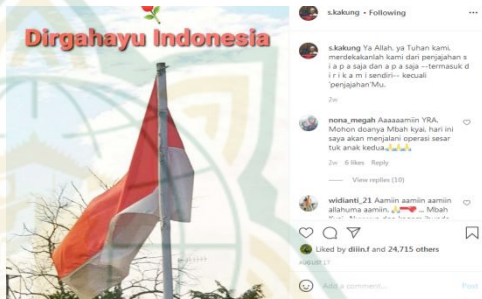 Dirgahayu Indonesia
s.kakung • Following
s.kakung Ya Allah, ya Tuhan kami,
merdekakanlah kami dari penjajahan s
i a p a saja dan a p a saja --termasuk d
i r i k a m i sendiri-- kecuali
'penjajahan'Mu.
2w
nona_megah Aaaaaamiin YRA.
Mohon doanya Mbah kyai, hari ini
saya akan menjalani operasi sesar
tuk anak kedua🙏🙏🙏
2w 6 likes Reply
View replies (10)
widianti_21 Aamiin aamiin aamiin
allahuma aamiin, ... Mbah
Liked by diiin.f and 24,715 others
AUGUST 17
Add a comment...
Post